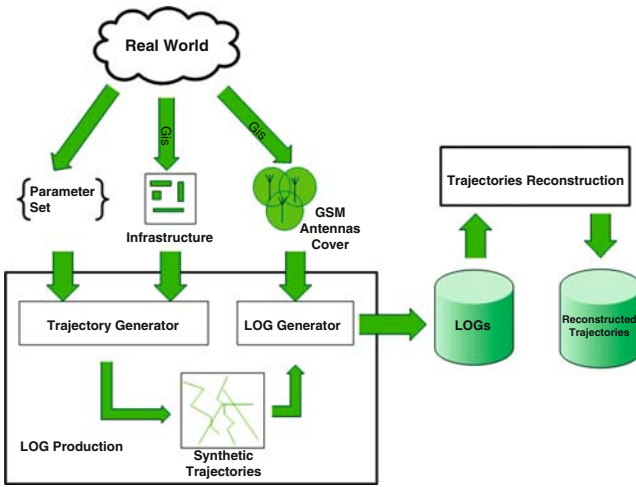 Real World
Gis
Gis
Parameter
Set
Infrastructure
GSM
Antennas
Cover
Trajectories Reconstruction
Trajectory Generator
LOG Generator
LOGs
Reconstructed
Trajectories
LOG Production
Synthetic
Trajectories